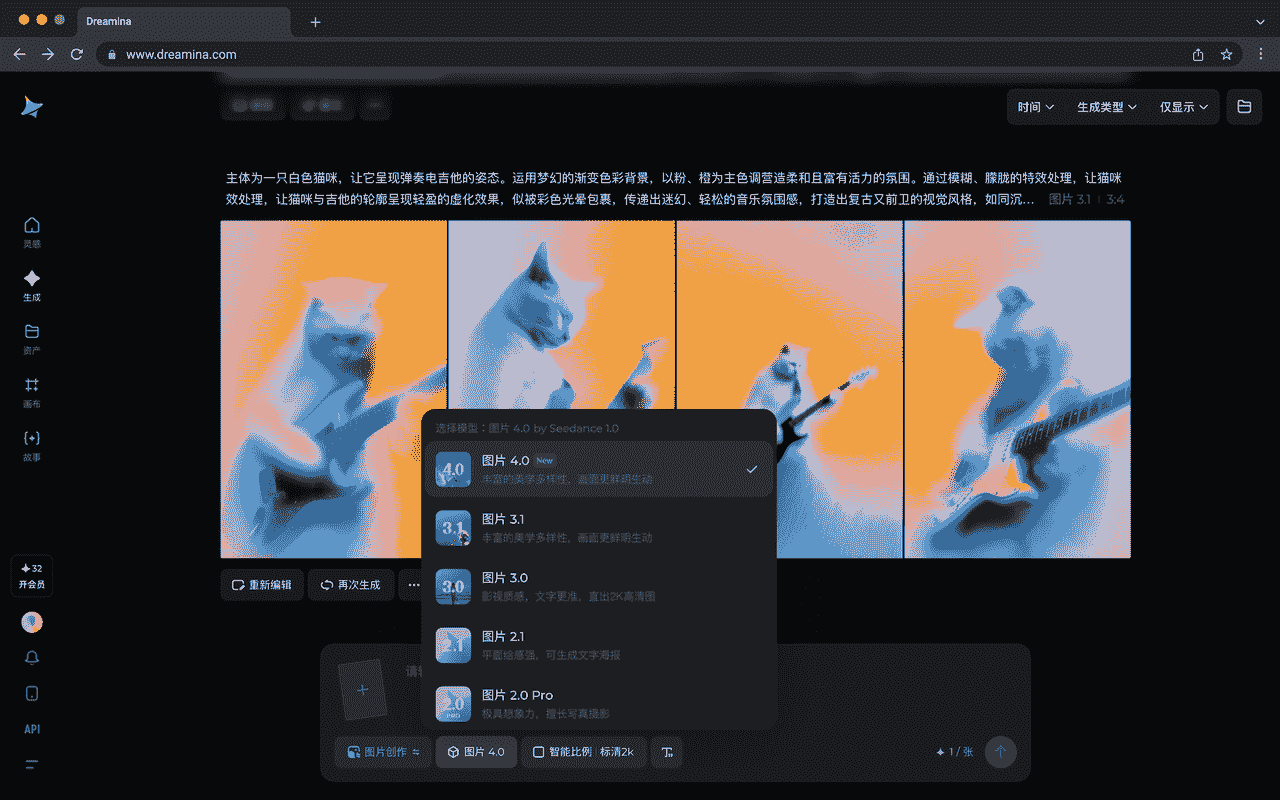 Dreamina
www.dreamina.com
时间
生成类型
仅显示
主体为一只白色猫咪，让它呈现弹奏电吉他的姿态。运用梦幻的渐变色彩背景，以粉、橙为主色调营造柔和且富有活力的氛围。通过模糊、朦胧的特效处理，让猫咪
效处理，让猫咪与吉他的轮廓呈现轻盈的虚化效果，似被彩色光晕包裹，传递出迷幻、轻松的音乐氛围感，打造出复古又前卫的视觉风格，如同沉... 图片 3.1 | 3:4
灵感
生成
资产
画布
故事
32
开会员
API
重新编辑
再次生成
选择模型：图片 4.0 by Seedance 1.0
4.0
图片 4.0 New
丰富的美学多样性，画面更鲜明生动
3.1
图片 3.1
丰富的美学多样性，画面更鲜明生动
3.0
图片 3.0
影视质感，文字更准，直出2K高清图
2.1
图片 2.1
平面绘感强，可生成文字海报
2.0
PRO
图片 2.0 Pro
极具想象力，擅长写真摄影
图片创作
图片 4.0
智能比例 | 标清2k
1 / 张